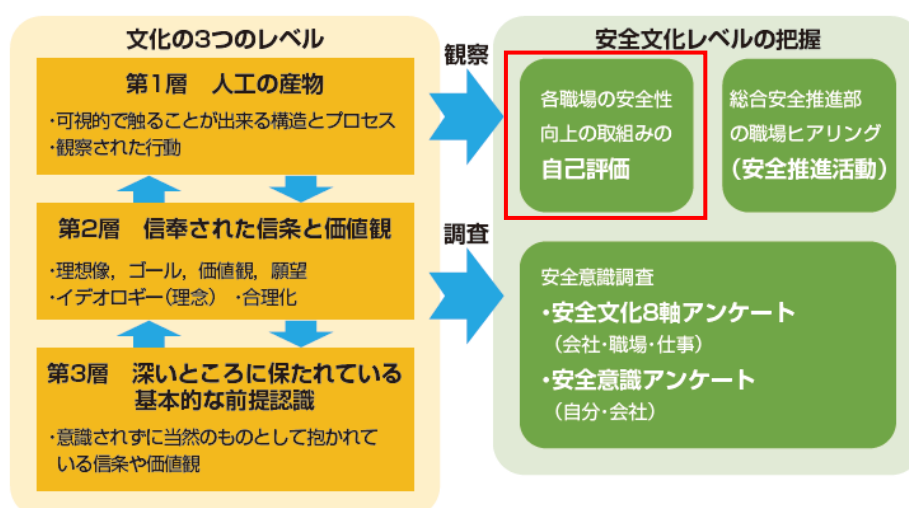 文化の3つのレベル
第1層　人工の産物
・可視的で触ることが出来る構造とプロセス
・観察された行動
第2層　信奉された信条と価値観
・理想像，ゴール，価値観，願望
・イデオロギー（理念）　・合理化
第3層　深いところに保たれている
基本的な前提認識
・意識されずに当然のものとして抱かれて
いる信条や価値観
観察
調査
安全文化レベルの把握
各職場の安全性
向上の取組みの
自己評価
総合安全推進部
の職場ヒアリング
（安全推進活動）
安全意識調査
・安全文化8軸アンケート
（会社・職場・仕事）
・安全意識アンケート
（自分・会社）